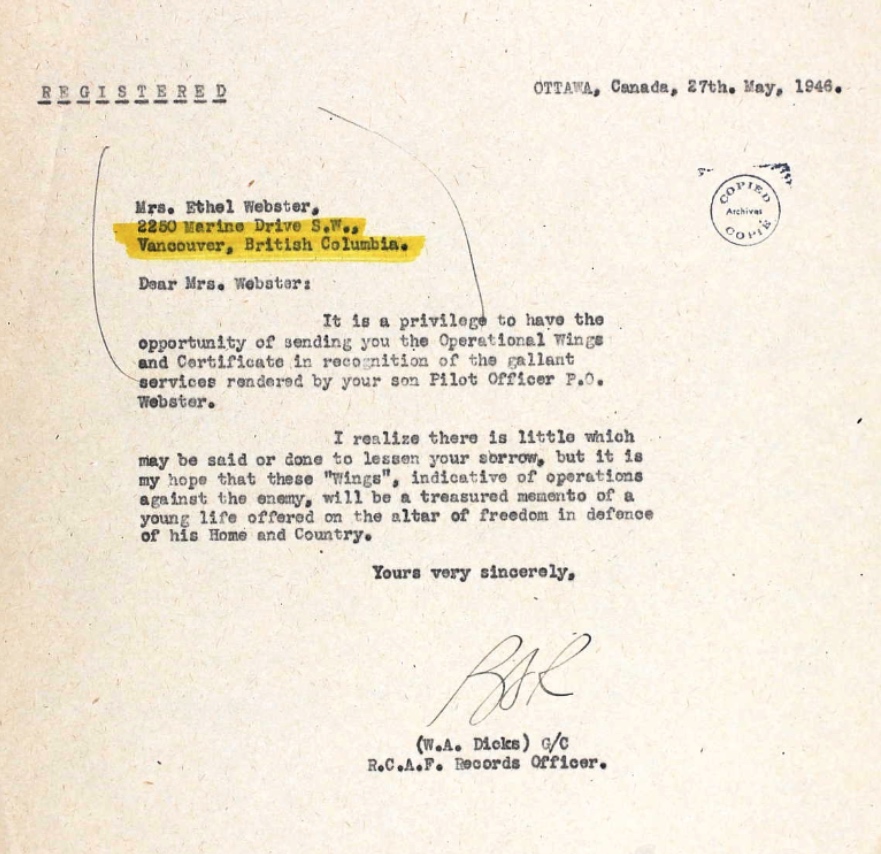 REGISTERED
OTTAWA, Canada, 27th. May, 1946.
COPIED
Archives
COPIÉ
Mrs. Ethel Webster,
2250 Marine Drive S.W.,
Vancouver, British Columbia.
Dear Mrs. Webster:
It is a privilege to have the
opportunity of sending you the Operational Wings
and Certificate in recognition of the gallant
services rendered by your son Pilot Officer P.O.
Webster.
I realize there is little which
may be said or done to lessen your sorrow, but it is
my hope that these "Wings", indicative of operations
against the enemy, will be a treasured memento of a
young life offered on the altar of freedom in defence
of his Home and Country.
Yours very sincerely,
(W.A. Dicks) G/C
R.C.A.F. Records Officer.